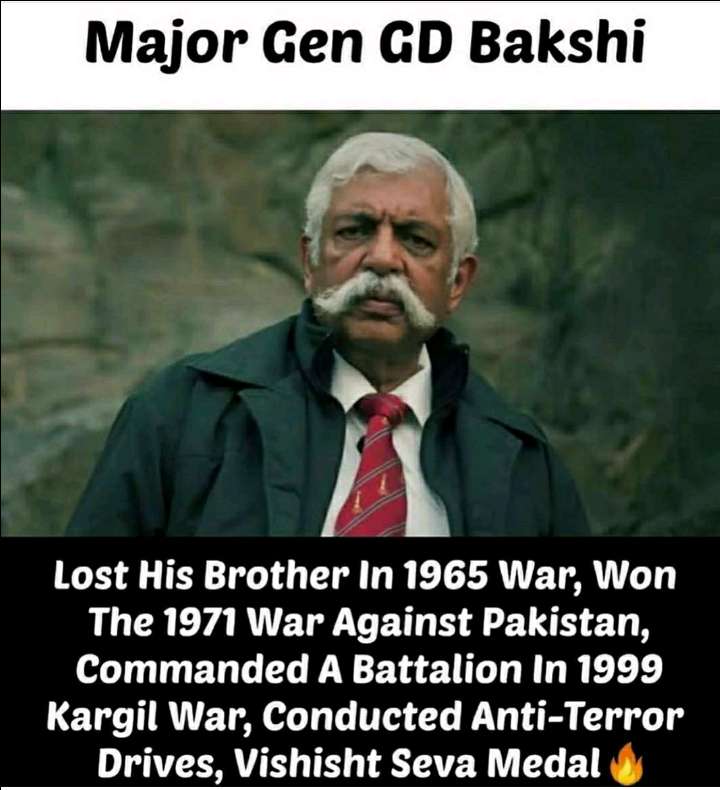 Major Gen GD Bakshi
Lost His Brother In 1965 War, Won
The 1971 War Against Pakistan,
Commanded A Battalion In 1999
Kargil War, Conducted Anti-Terror
Drives, Vishisht Seva Medal 🔥